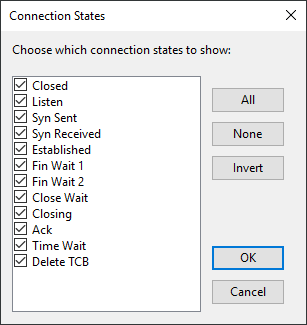 Connection States
Choose which connection states to show:
Closed
Listen
Syn Sent
Syn Received
Established
Fin Wait 1
Fin Wait 2
Close Wait
Closing
Ack
Time Wait
Delete TCB
All
None
Invert
OK
Cancel